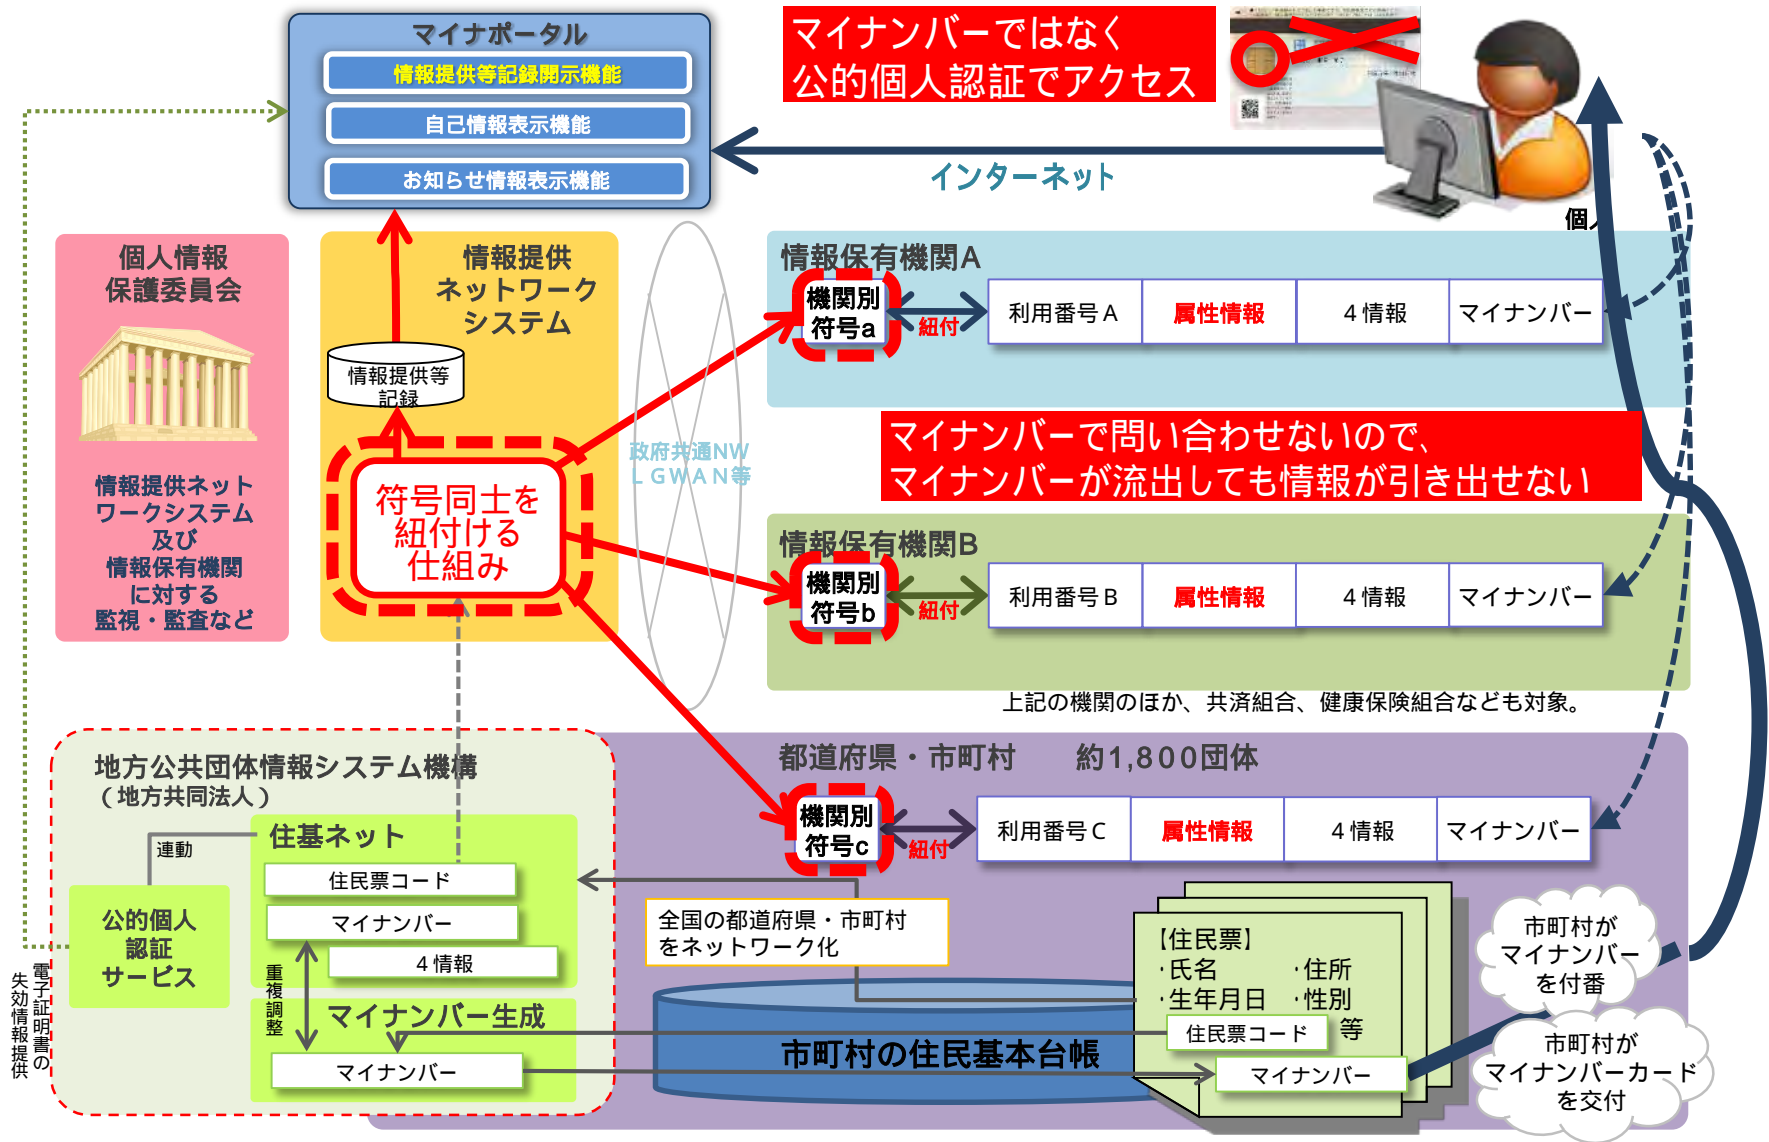 マイナポータル
情報提供等記録開示機能
自己情報表示機能
お知らせ情報表示機能
マイナンバーではなく
公的個人認証でアクセス
インターネット
個人
個人情報
保護委員会
情報提供ネット
ワークシステム
及び
情報保有機関
に対する
監視・監査など
情報提供
ネットワーク
システム
情報提供等
記録
符号同士を
紐付ける
仕組み
政府共通NW
ＬＧＷＡＮ等
情報保有機関A
機関別
符号a
紐付
利用番号Ａ
属性情報
４情報
マイナンバー
マイナンバーで問い合わせないので、
マイナンバーが流出しても情報が引き出せない
情報保有機関B
機関別
符号b
紐付
利用番号Ｂ
属性情報
４情報
マイナンバー
上記の機関のほか、共済組合、健康保険組合なども対象。
都道府県・市町村　　約1,800団体
機関別
符号c
紐付
利用番号Ｃ
属性情報
４情報
マイナンバー
地方公共団体情報システム機構
（地方共同法人）
連動
住基ネット
住民票コード
マイナンバー
４情報
公的個人
認証
サービス
重複調整
マイナンバー生成
マイナンバー
電子証明書の
失効情報提供
全国の都道府県・市町村
をネットワーク化
市町村の住民基本台帳
【住民票】
・氏名　　・住所
・生年月日　・性別
等
住民票コード
マイナンバー
市町村が
マイナンバー
を付番
市町村が
マイナンバーカード
を交付